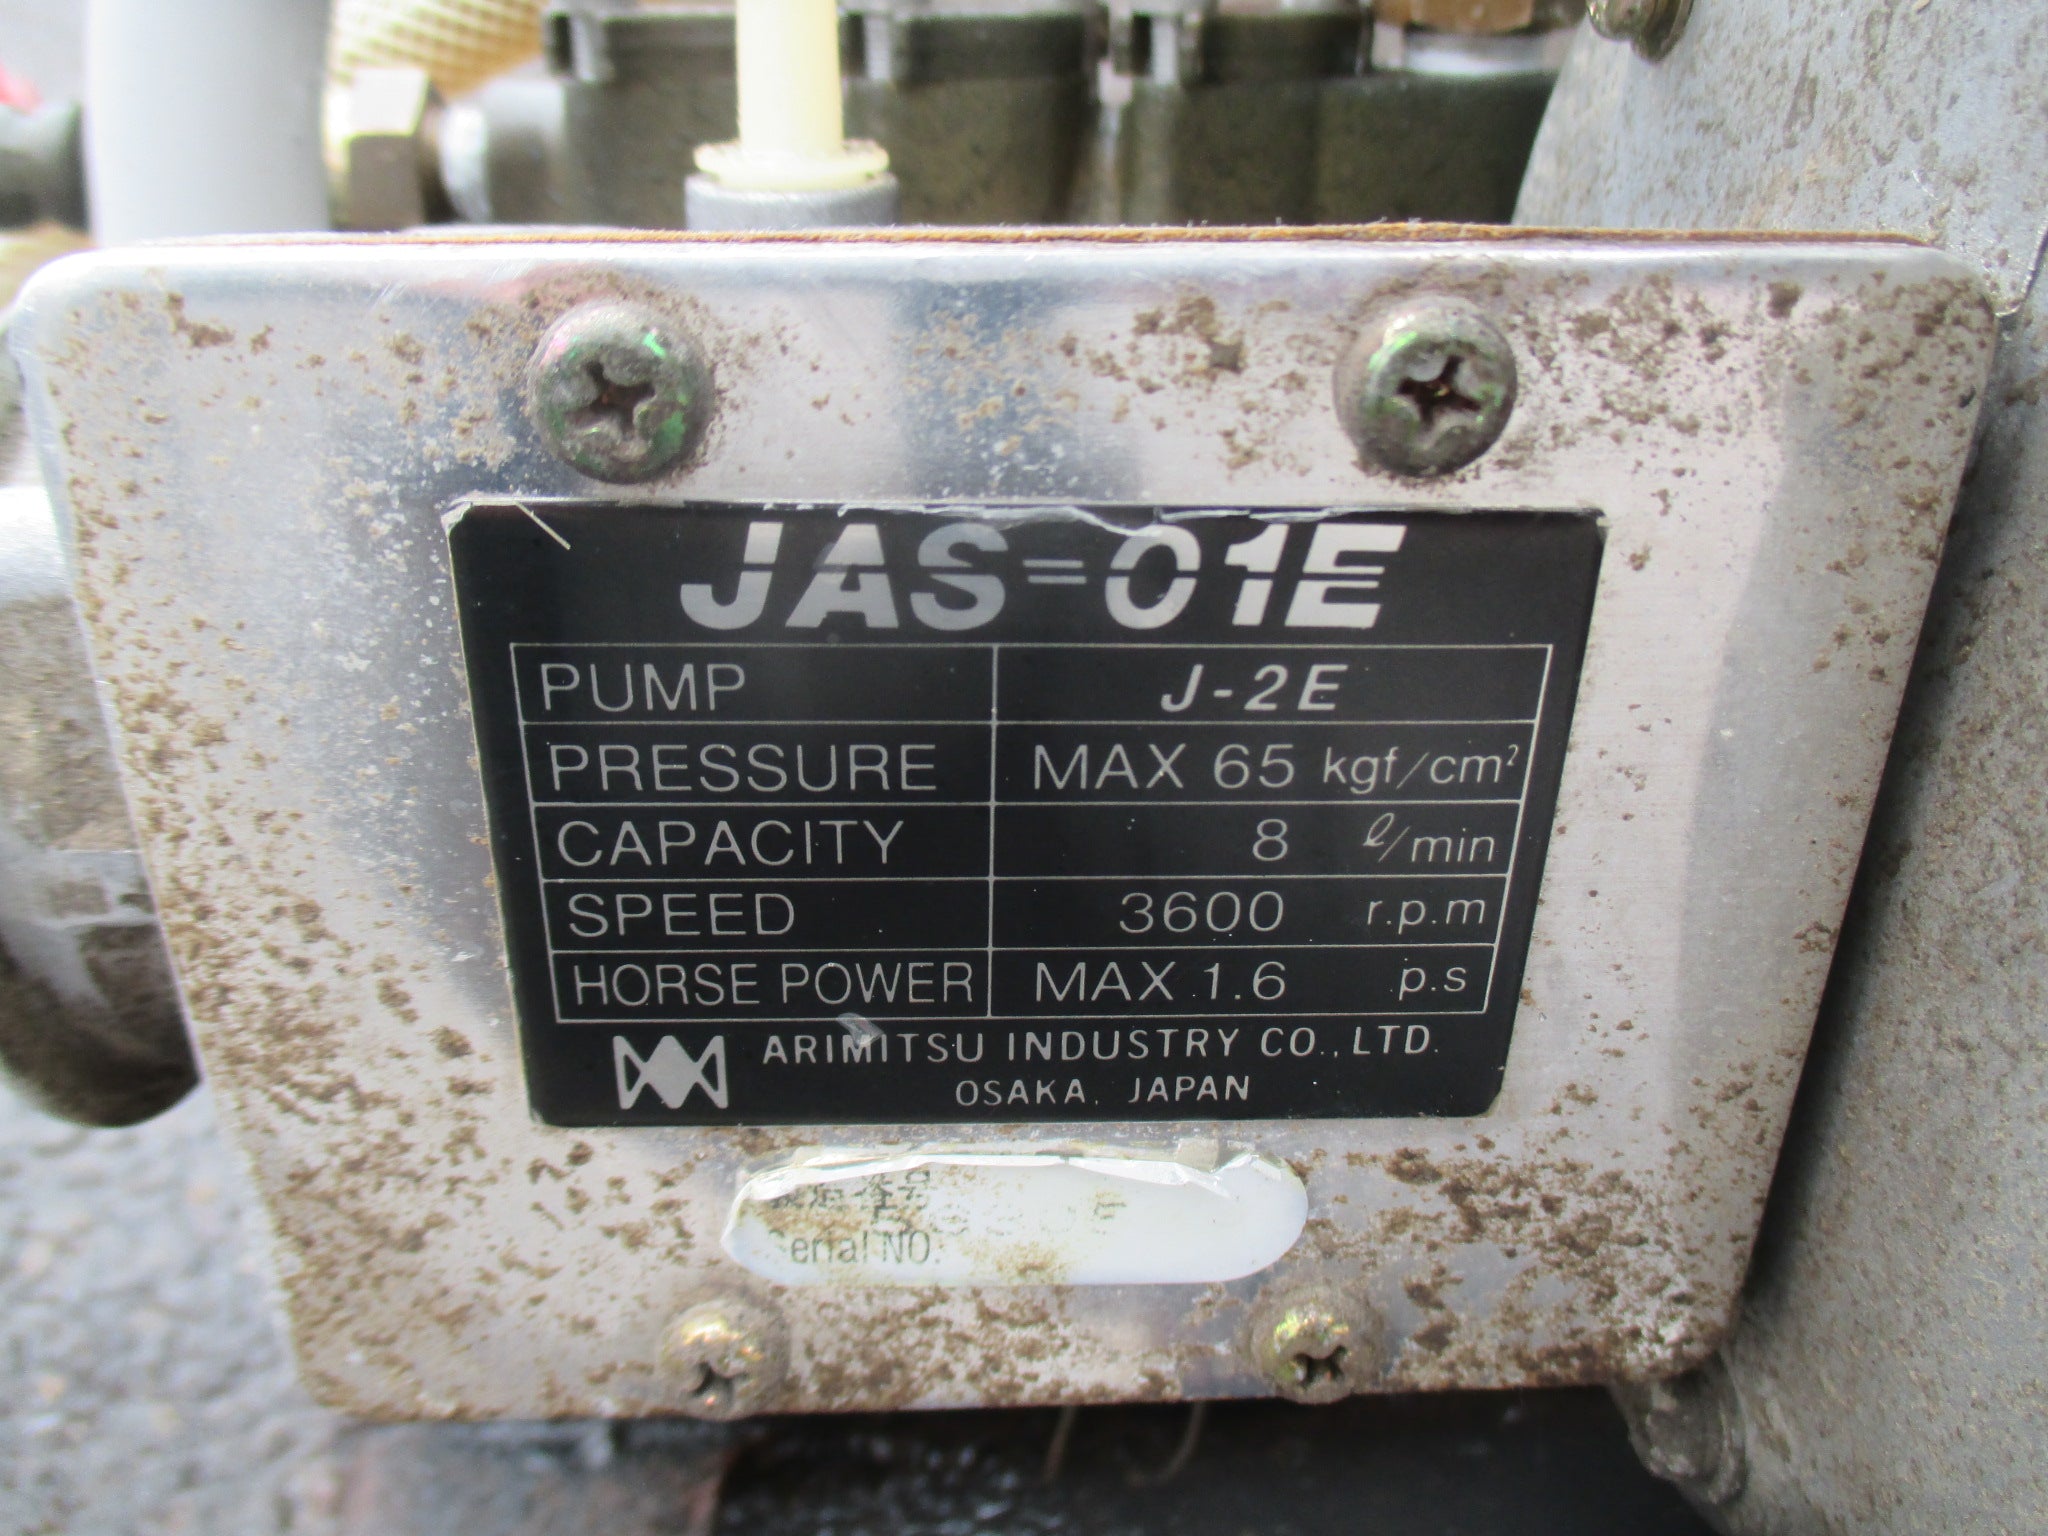 JAS-01E
PUMP J-2E
PRESSURE MAX 65 kgf/cm²
CAPACITY 8 ℓ/min
SPEED 3600 r.p.m
HORSE POWER MAX 1.6 p.s
ARIMITSU INDUSTRY CO., LTD.
OSAKA, JAPAN
Serial NO.